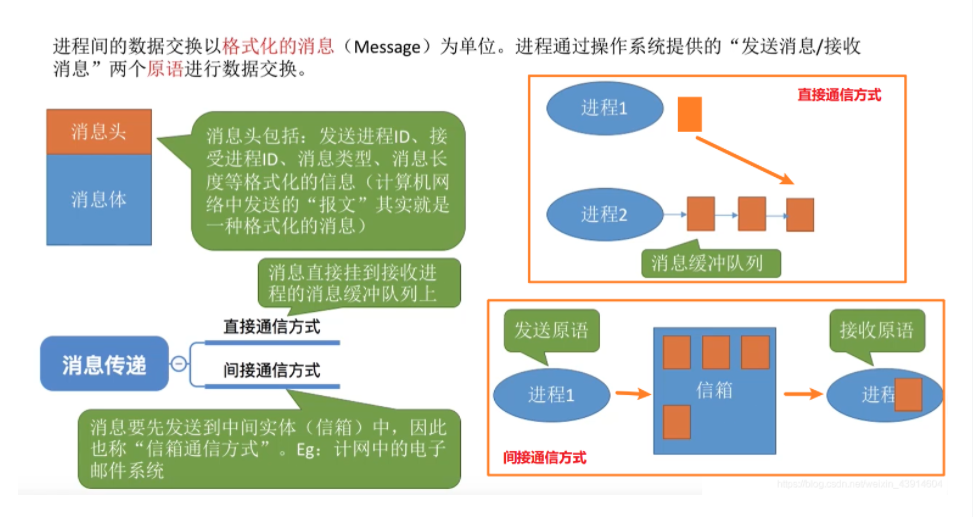 进程间的数据交换以格式化的消息（Message）为单位。进程通过操作系统提供的“发送消息/接收
消息”两个原语进行数据交换。
消息头
消息体
消息头包括：发送进程ID、接
受进程ID、消息类型、消息长
度等格式化的信息（计算机网
络中发送的“报文”其实就是
一种格式化的消息）
直接通信方式
进程1
进程2
消息缓冲队列
消息直接挂到接收进
程的消息缓冲队列上
消息传递
直接通信方式
间接通信方式
消息要先发送到中间实体（信箱）中，因此
也称“信箱通信方式”。Eg：计网中的电子
邮件系统
发送原语
接收原语
进程1
信箱
进程
间接通信方式